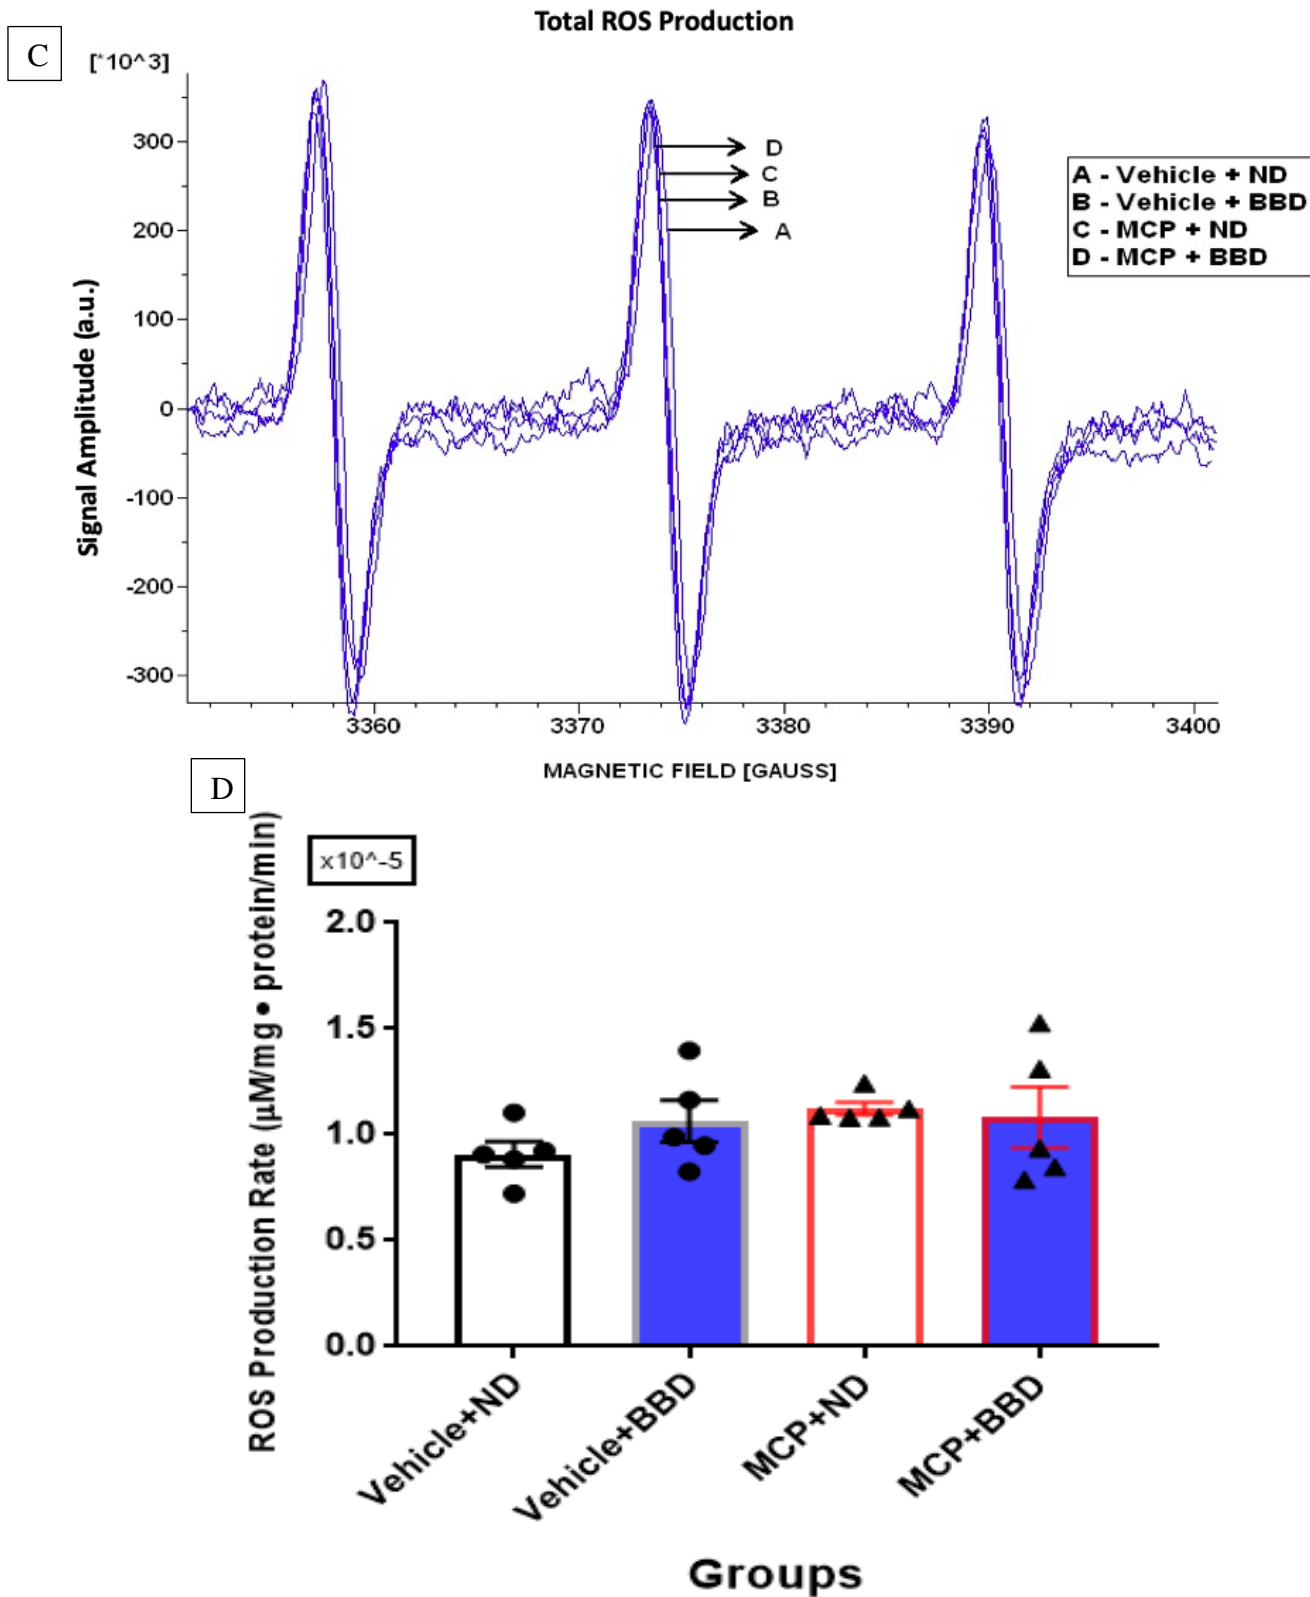 Total ROS Production
C
[*10^3]
300
200
100
0
-100
-200
-300
Signal Amplitude (a.u.)
D
C
B
A
A - Vehicle + ND
B - Vehicle + BBD
C - MCP + ND
D - MCP + BBD
3360 3370 3380 3390 3400
MAGNETIC FIELD [GAUSS]
D
x10^-5
ROS Production Rate (µM/mg • protein/min)
2.0
1.5
1.0
0.5
0.0
Vehicle+ND
Vehicle+BBD
MCP+ND
MCP+BBD
Groups